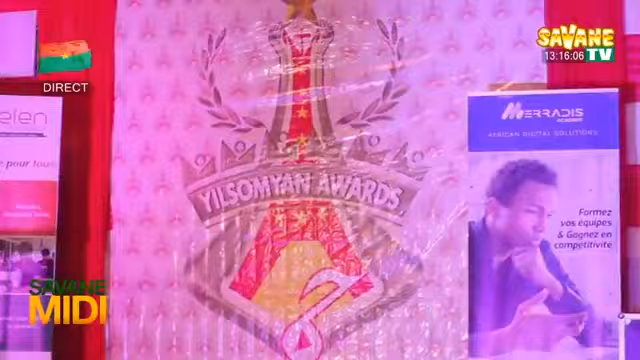 SAVANE
TV
13:16:06
DIRECT
MERRADIS
ACADEMY
AFRICAN DIGITAL SOLUTIONS
elen
e pour tous
YILSOMYAN AWARDS
Formez
vos équipes
& Gagnez en
compétitivité
SAVANE
MIDI